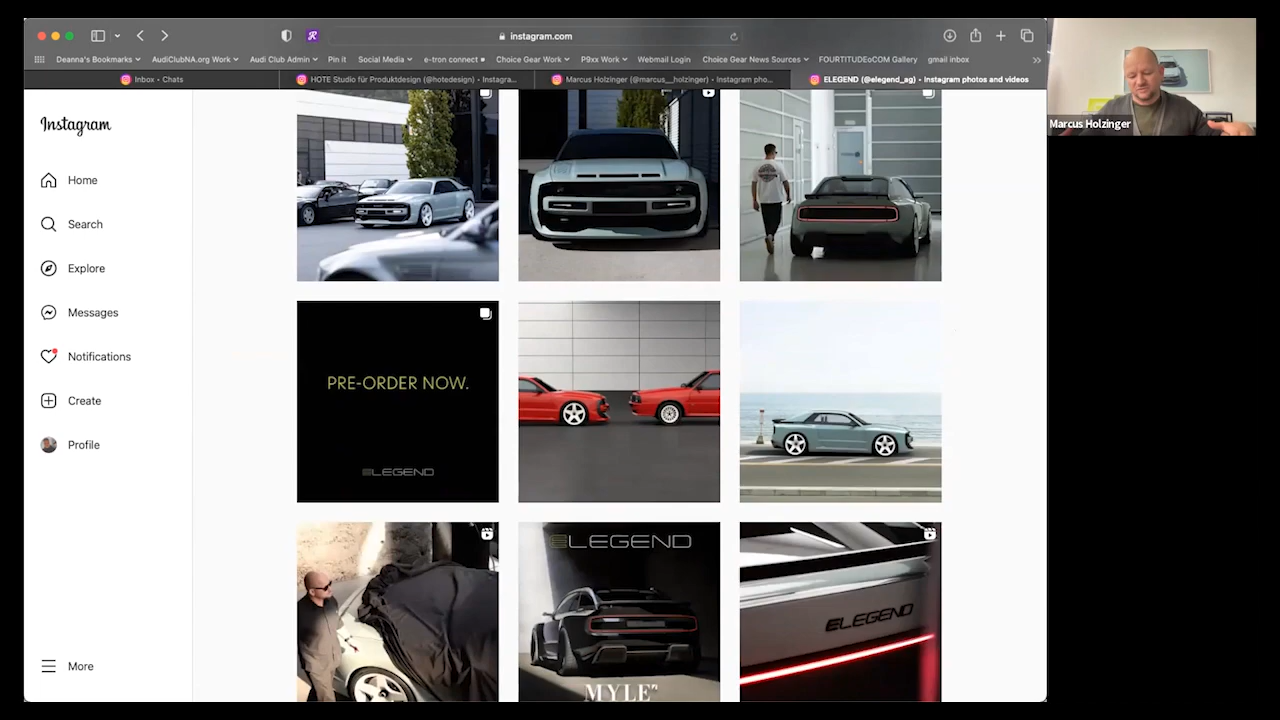 instagram.com
Deanna's Bookmarks
AudiClubNA.org Work
Audi Club Admin
Pin it
Social Media
e-tron connect
Choice Gear Work
P9xx Work
Webmail Login
Choice Gear News Sources
FOURTITUDEoCOM Gallery
gmail inbox
Inbox • Chats
HOTE Studio für Produktdesign (@hotedesign) • Instagra...
Marcus Holzinger (@marcus__holzinger) • Instagram pho...
ELEGEND (@elegend_ag) • Instagram photos and videos
Marcus Holzinger
Instagram
Home
Search
Explore
Messages
Notifications
Create
Profile
More
PRE-ORDER NOW.
ELEGEND
ELEGEND
MYLE"
ELEGEND